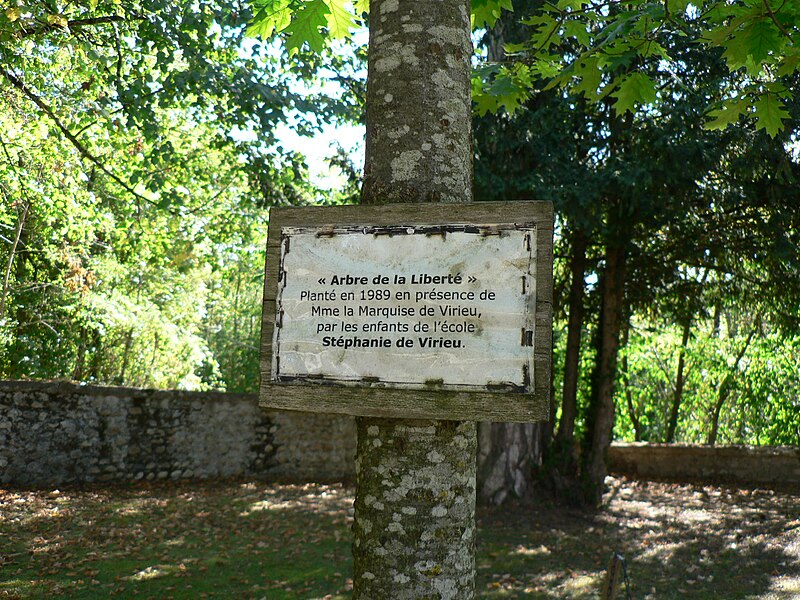 « Arbre de la Liberté »
Planté en 1989 en présence de
Mme la Marquise de Virieu,
par les enfants de l'école
Stéphanie de Virieu.